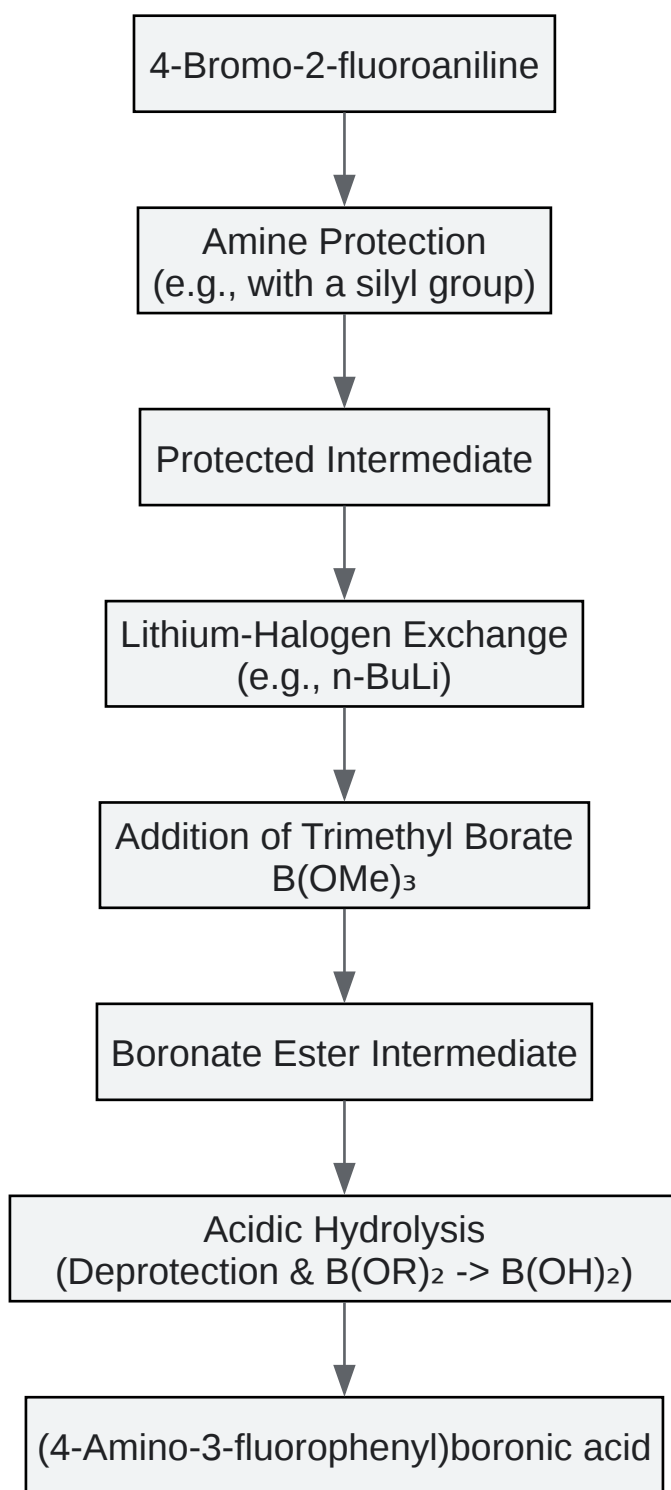 4-Bromo-2-fluoroaniline
Amine Protection
(e.g., with a silyl group)
Protected Intermediate
Lithium-Halogen Exchange
(e.g., n-BuLi)
Addition of Trimethyl Borate
B(OMe)₃
Boronate Ester Intermediate
Acidic Hydrolysis
(Deprotection & B(OR)₂ -> B(OH)₂)
(4-Amino-3-fluorophenyl)boronic acid